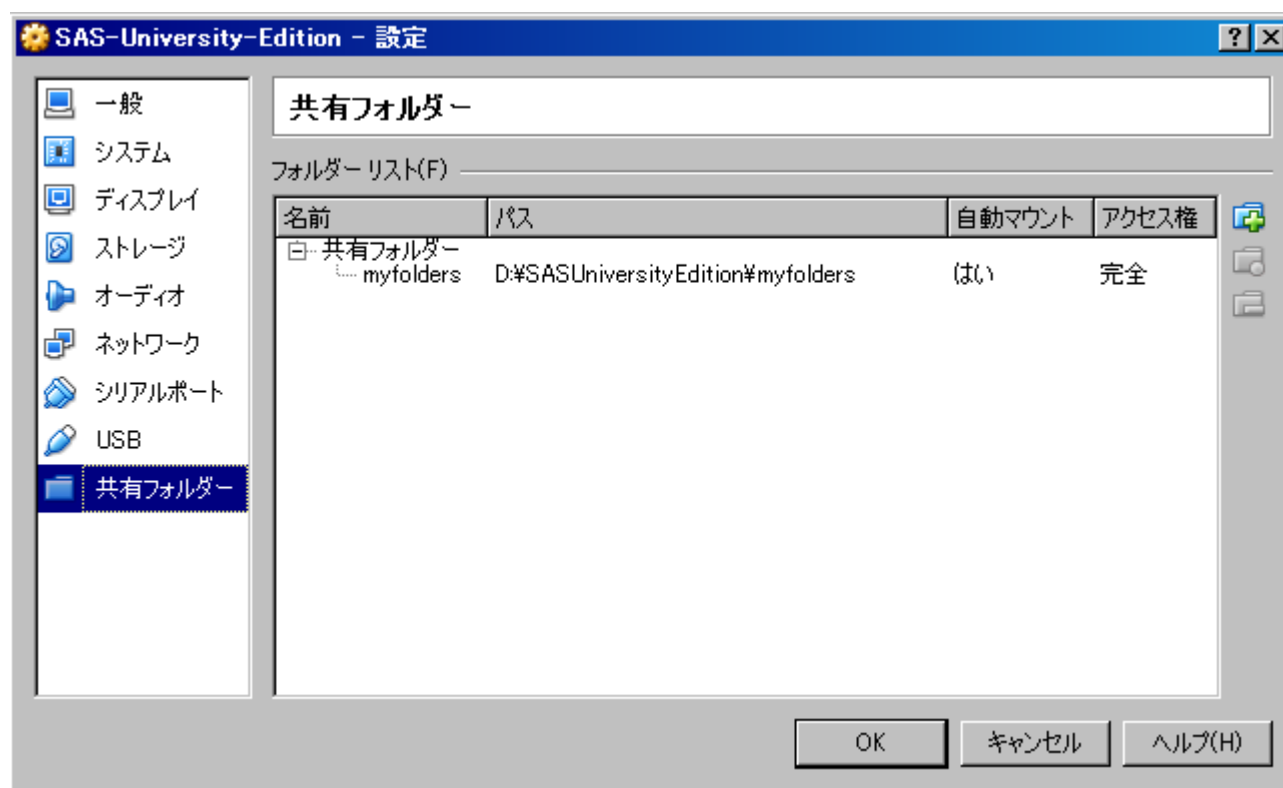 SAS-University-Edition - 設定
一般
システム
ディスプレイ
ストレージ
オーディオ
ネットワーク
シリアルポート
USB
共有フォルダー
共有フォルダー
フォルダー リスト(F)
名前 パス 自動マウント アクセス権
共有フォルダー
myfolders D:¥SASUniversityEdition¥myfolders はい 完全
OK キャンセル ヘルプ(H)